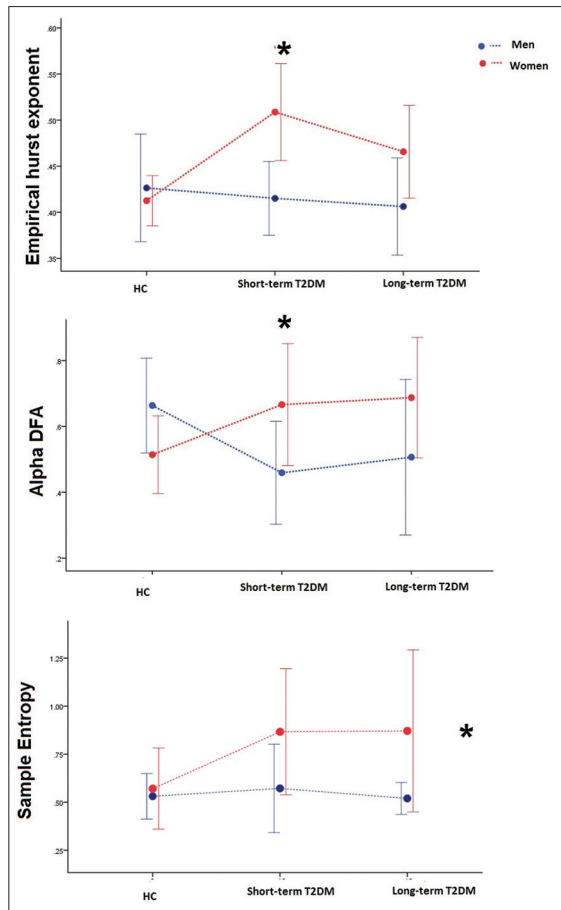 Men
Women
Empirical hurst exponent
.60
.55
.50
.45
.40
.35
HC
Short-term T2DM
Long-term T2DM
*
Alpha DFA
.8
.6
.4
.2
HC
Short-term T2DM
Long-term T2DM
*
Sample Entropy
1.25
1.00
.75
.50
.25
HC
Short-term T2DM
Long-term T2DM
*